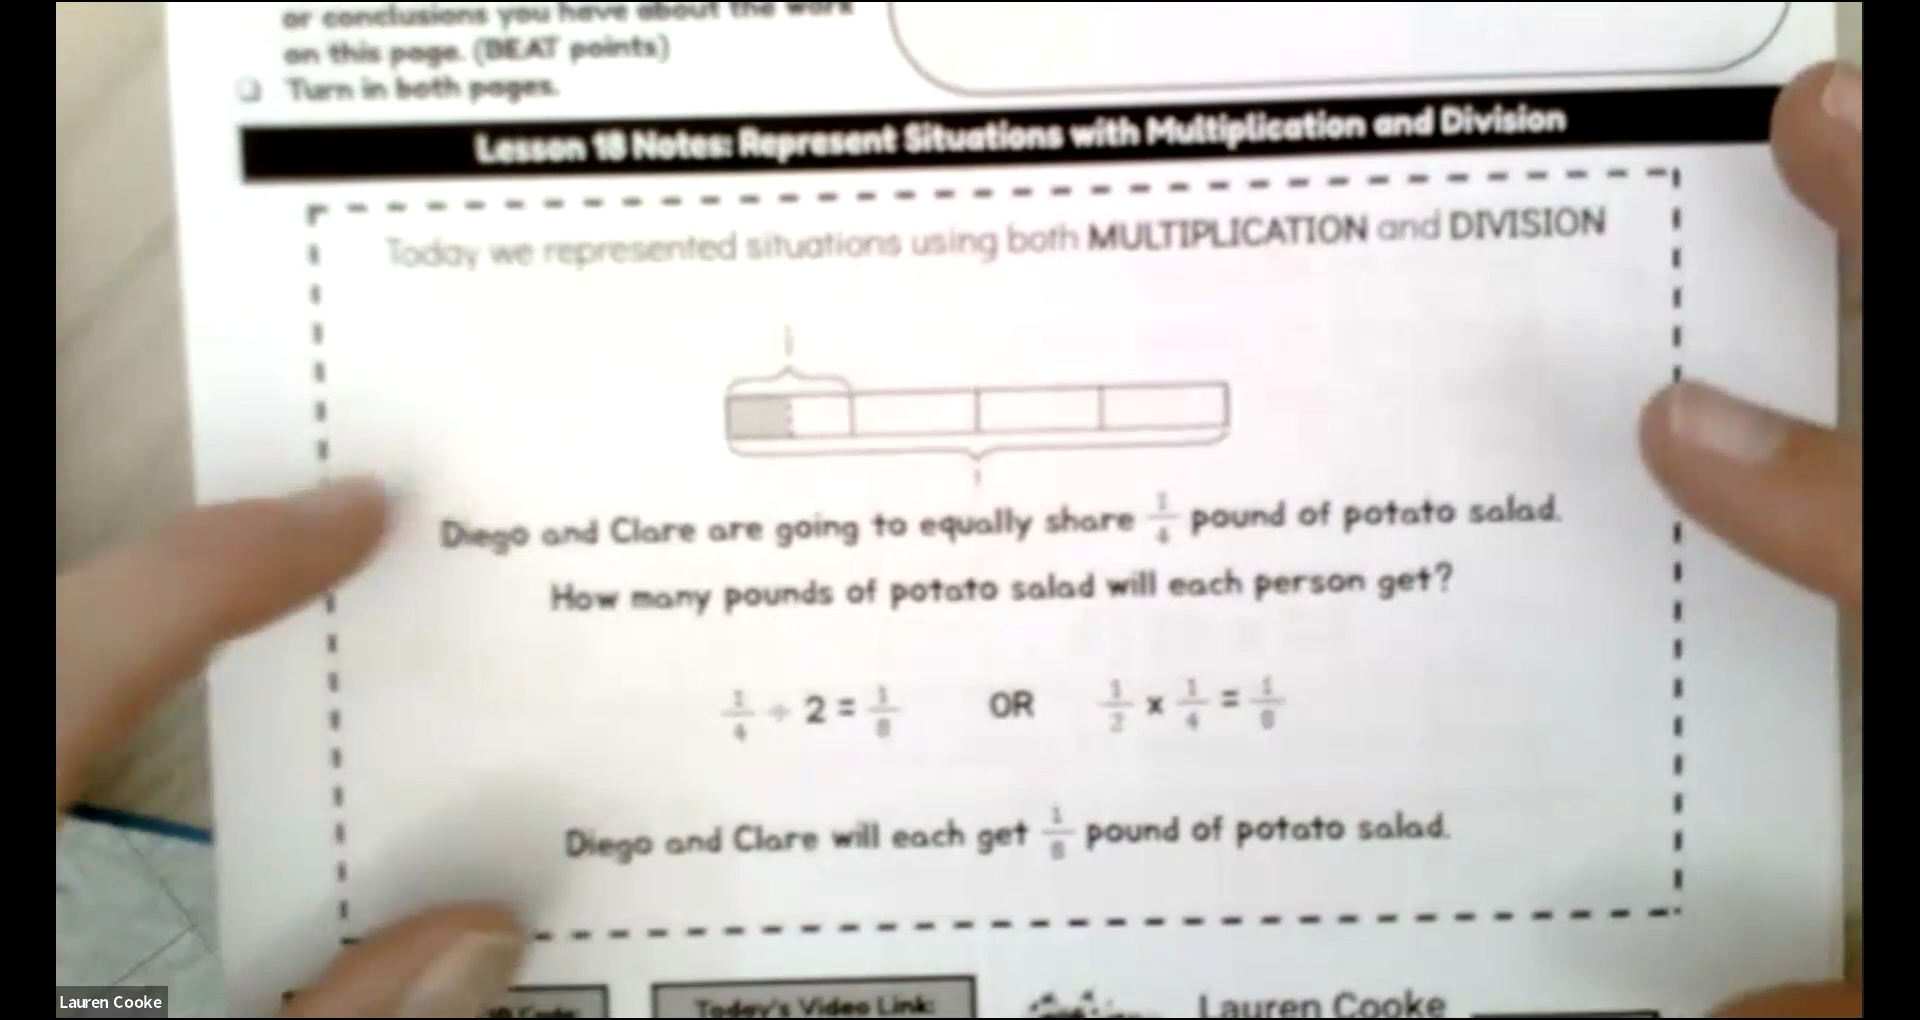 or conclusions you have about the work
on this page. (BEAT points)
❏ Turn in both pages.
Lesson 18 Notes: Represent Situations with Multiplication and Division
Today we represented situations using both MULTIPLICATION and DIVISION
Diego and Clare are going to equally share 1/4 pound of potato salad.
How many pounds of potato salad will each person get?
1/4 ÷ 2 = 1/8 OR 1/2 x 1/4 = 1/8
Diego and Clare will each get 1/8 pound of potato salad.
Today's Video Link:
Lauren Cooke
Lauren Cooke